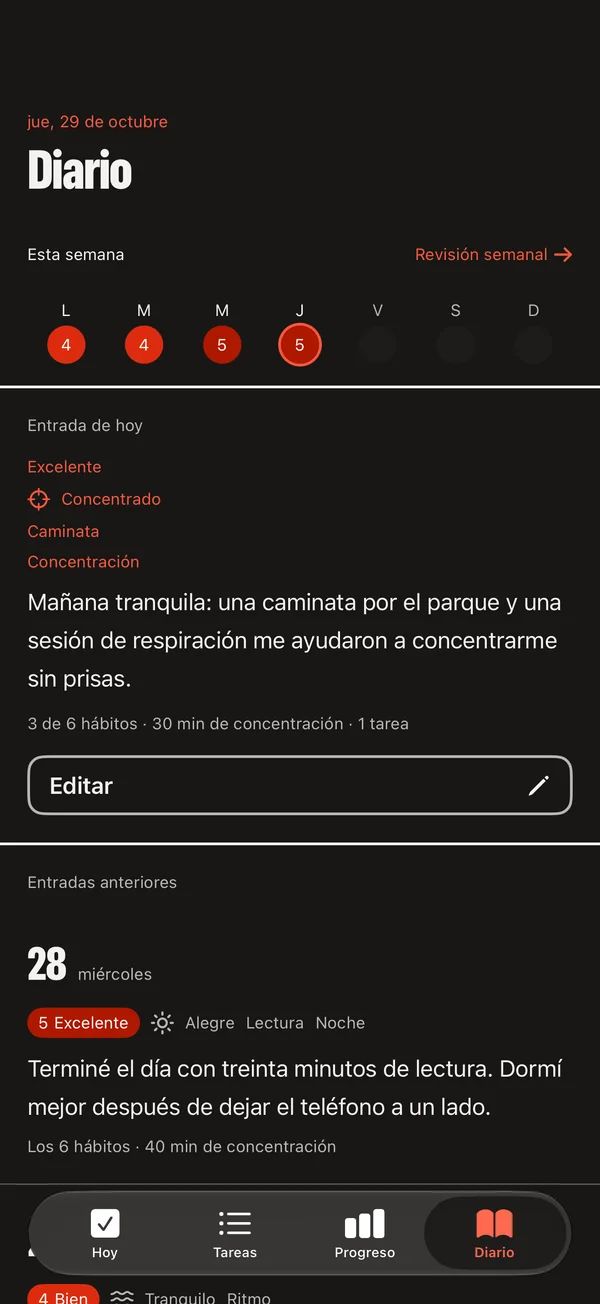 jue, 29 de octubre
Diario
Esta semana
Revisión semanal
L M M J V S D
4 4 5 5
Entrada de hoy
Excelente
Concentrado
Caminata
Concentración
Mañana tranquila: una caminata por el parque y una
sesión de respiración me ayudaron a concentrarme
sin prisas.
3 de 6 hábitos · 30 min de concentración · 1 tarea
Editar
Entradas anteriores
28 miércoles
5 Excelente Alegre Lectura Noche
Terminé el día con treinta minutos de lectura. Dormí
mejor después de dejar el teléfono a un lado.
Los 6 hábitos · 40 min de concentración
Hoy Tareas Progreso Diario
4 Bien Tranquilo Ritmo